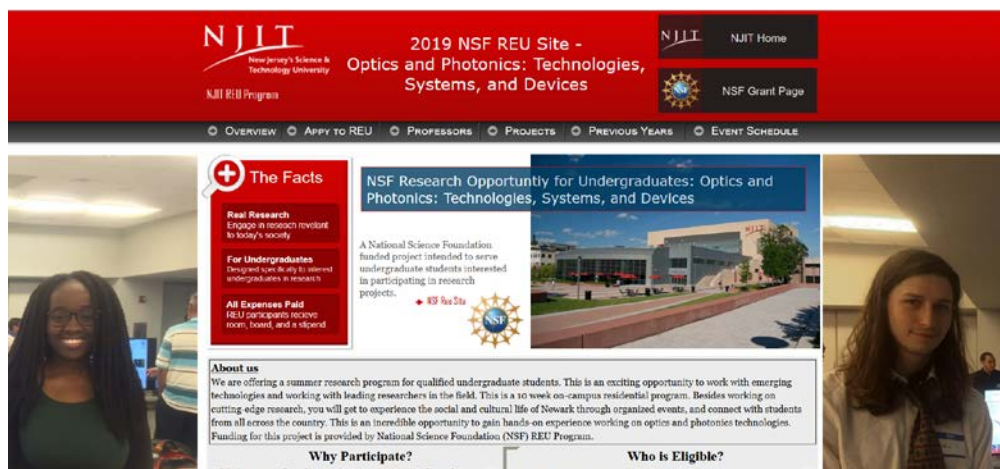 NJIT
New Jersey's Science &
Technology University
NJIT REU Program
2019 NSF REU Site -
Optics and Photonics: Technologies,
Systems, and Devices
NJIT NJIT Home
NSF NSF Grant Page
OVERVIEW APPY TO REU PROFESSORS PROJECTS PREVIOUS YEARS EVENT SCHEDULE
The Facts
Real Research
Engage in reseach revelant
to today's society
For Undergraduates
Designed specifically to interest
undergraduates in research
All Expenses Paid
REU participants recieve
room, board, and a stipend
NSF Research Opportuntiy for Undergraduates: Optics and
Photonics: Technologies, Systems, and Devices
A National Science Foundation
funded project intended to serve
undergraduate students interested
in participating in research
projects.
NSF Reu Site
NSF
NJIT
About us
We are offering a summer research program for qualified undergraduate students. This is an exciting opportunity to work with emerging
technologies and working with leading researchers in the field. This is a 10 week on-campus residential program. Besides working on
cutting-edge research, you will get to experience the social and cultural life of Newark through organized events, and connect with students
from all across the country. This is an incredible opportunity to gain hands-on experience working on optics and photonics technologies.
Funding for this project is provided by National Science Foundation (NSF) REU Program.
Why Participate?
Who is Eligible?